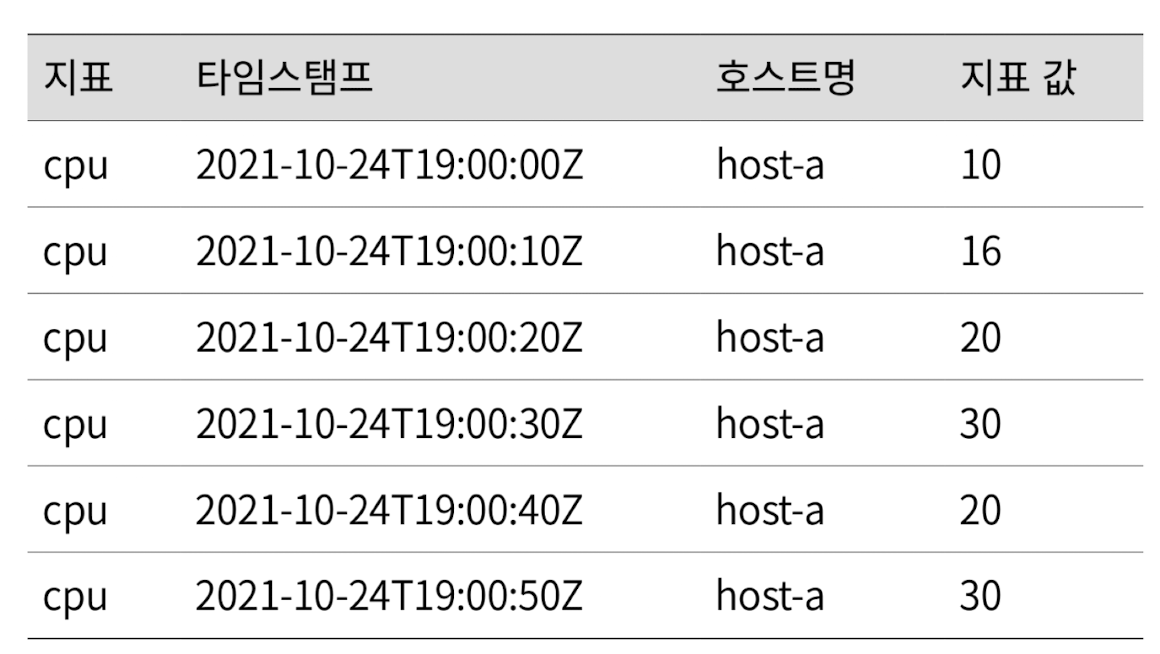 지표 타임스탬프 호스트명 지표 값
cpu 2021-10-24T19:00:00Z host-a 10
cpu 2021-10-24T19:00:10Z host-a 16
cpu 2021-10-24T19:00:20Z host-a 20
cpu 2021-10-24T19:00:30Z host-a 30
cpu 2021-10-24T19:00:40Z host-a 20
cpu 2021-10-24T19:00:50Z host-a 30